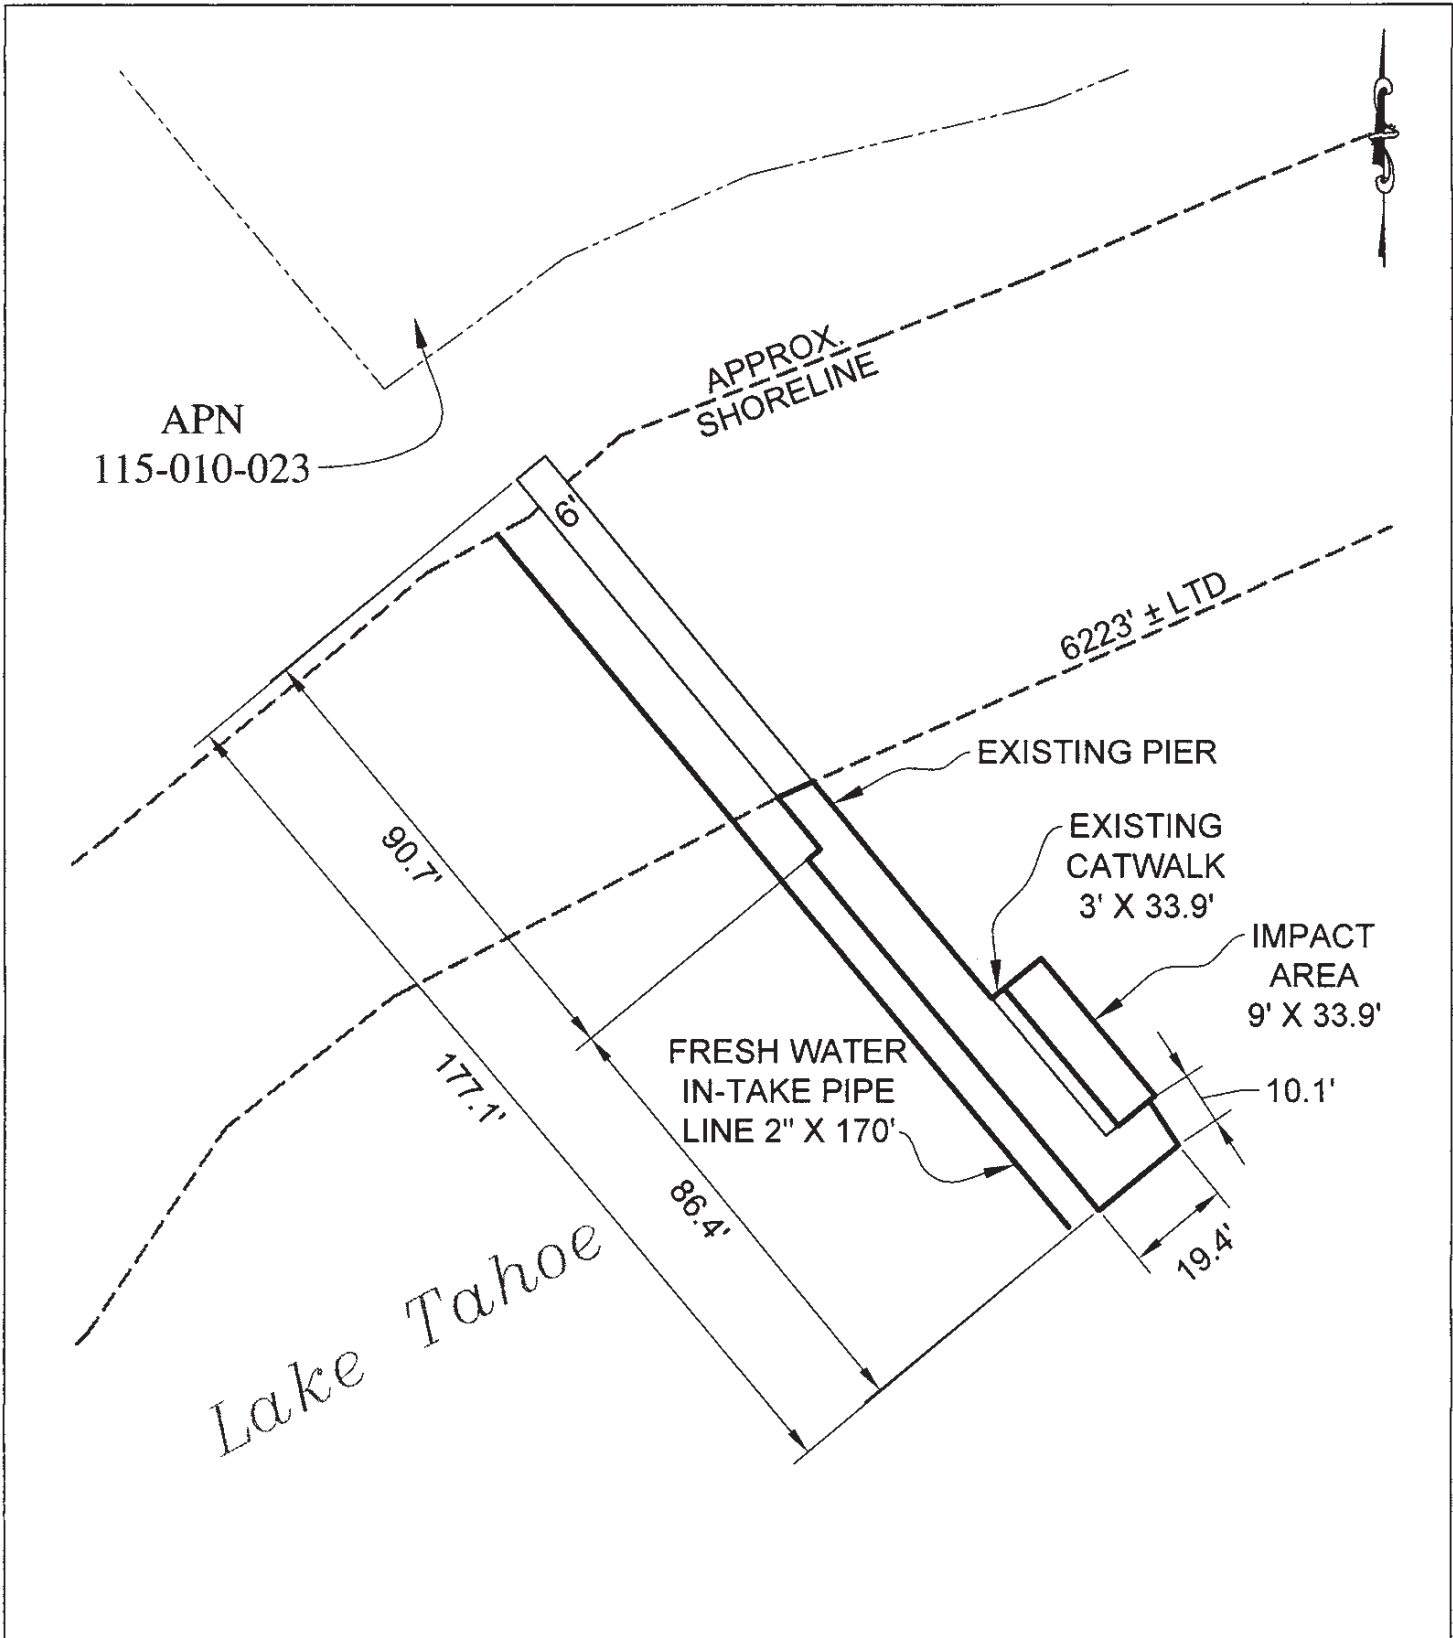 APN
115-010-023
APPROX.
SHORELINE
6'
6223' ± LTD
EXISTING PIER
EXISTING
CATWALK
3' X 33.9'
IMPACT
AREA
9' X 33.9'
10.1'
90.7'
177.1'
FRESH WATER
IN-TAKE PIPE
LINE 2" X 170'
86.4'
19.4'
Lake Tahoe